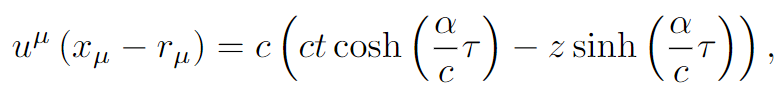 u^μ (x_μ − r_μ) = c (ct cosh (α/c τ) − z sinh (α/c τ)),